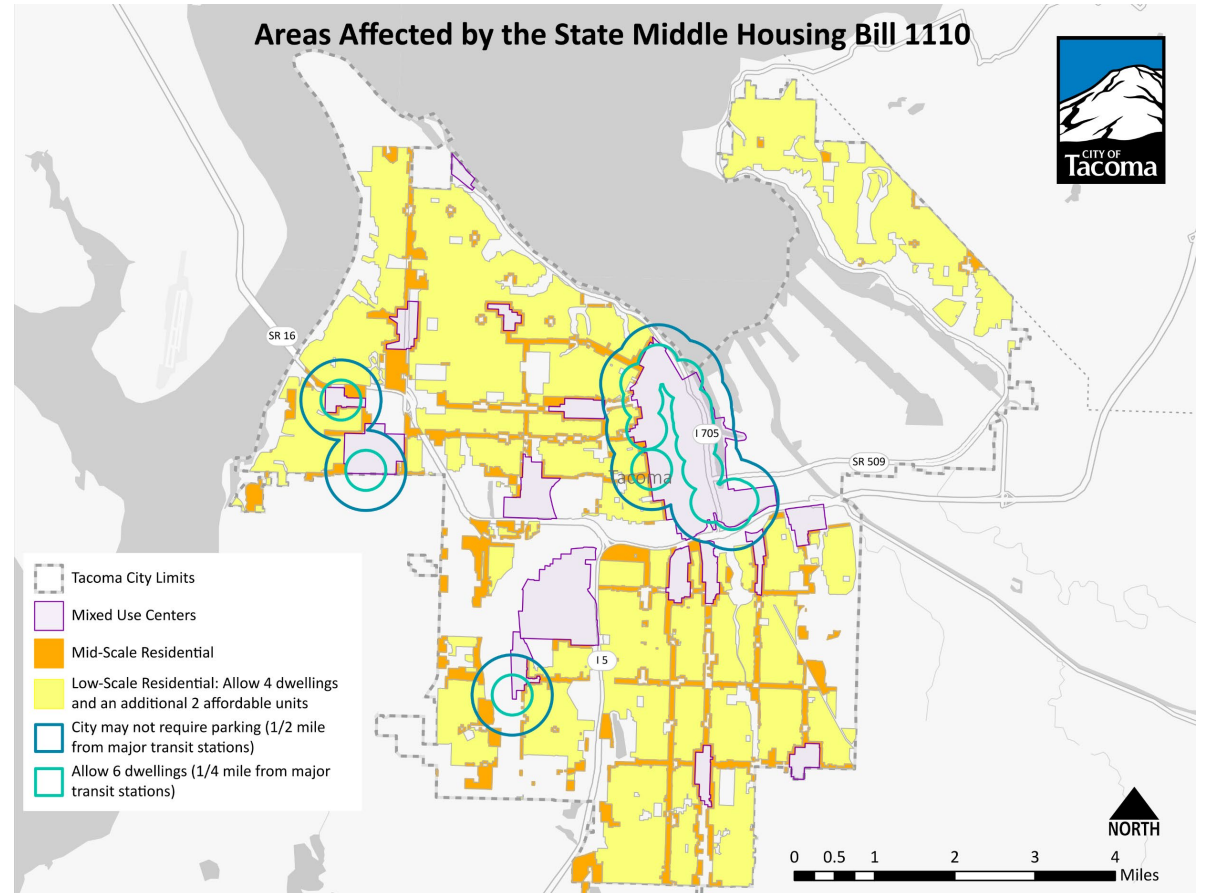 Areas Affected by the State Middle Housing Bill 1110
CITY OF
Tacoma
SR 16
I 705
SR 509
Tacoma
I 5
Tacoma City Limits
Mixed Use Centers
Mid-Scale Residential
Low-Scale Residential: Allow 4 dwellings
and an additional 2 affordable units
City may not require parking (1/2 mile
from major transit stations)
Allow 6 dwellings (1/4 mile from major
transit stations)
NORTH
0 0.5 1 2 3 4
Miles